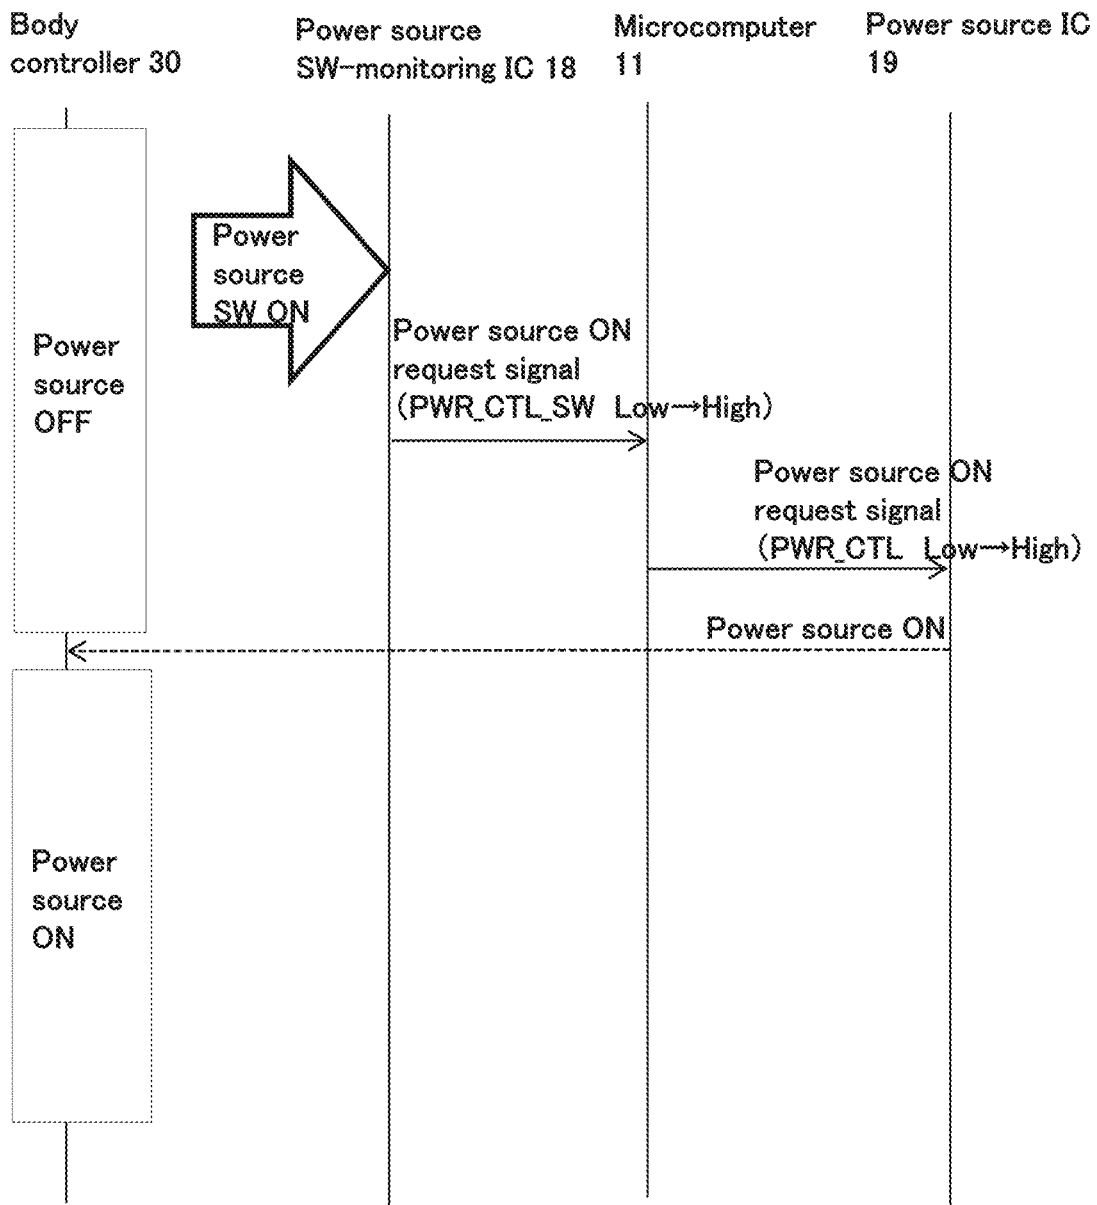 Body
controller 30
Power source
SW-monitoring IC 18
Microcomputer
11
Power source IC
19
Power
source
SW ON
Power
source
OFF
Power source ON
request signal
(PWR_CTL_SW Low→High)
Power source ON
request signal
(PWR_CTL Low→High)
Power source ON
Power
source
ON